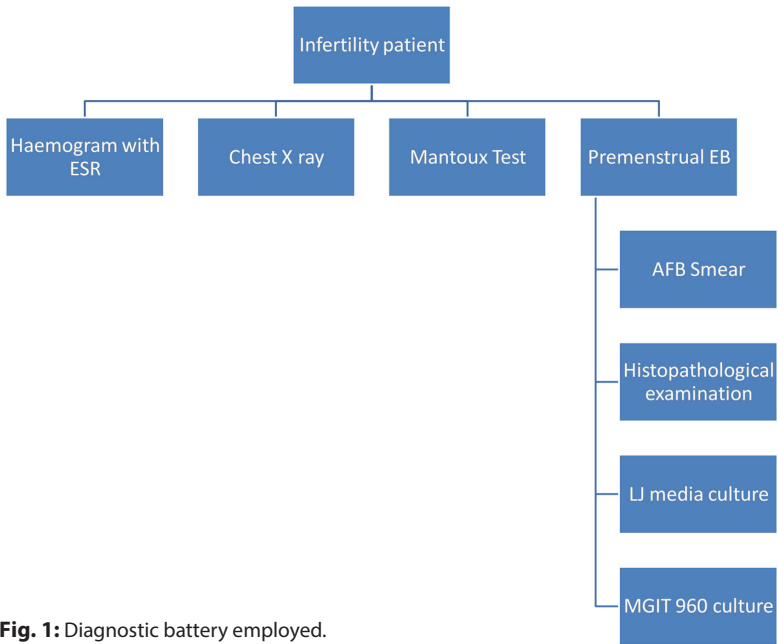 Infertility patient
Haemogram with
ESR
Chest X ray
Mantoux Test
Premenstrual EB
AFB Smear
Histopathological
examination
LJ media culture
MGIT 960 culture
Fig. 1: Diagnostic battery employed.